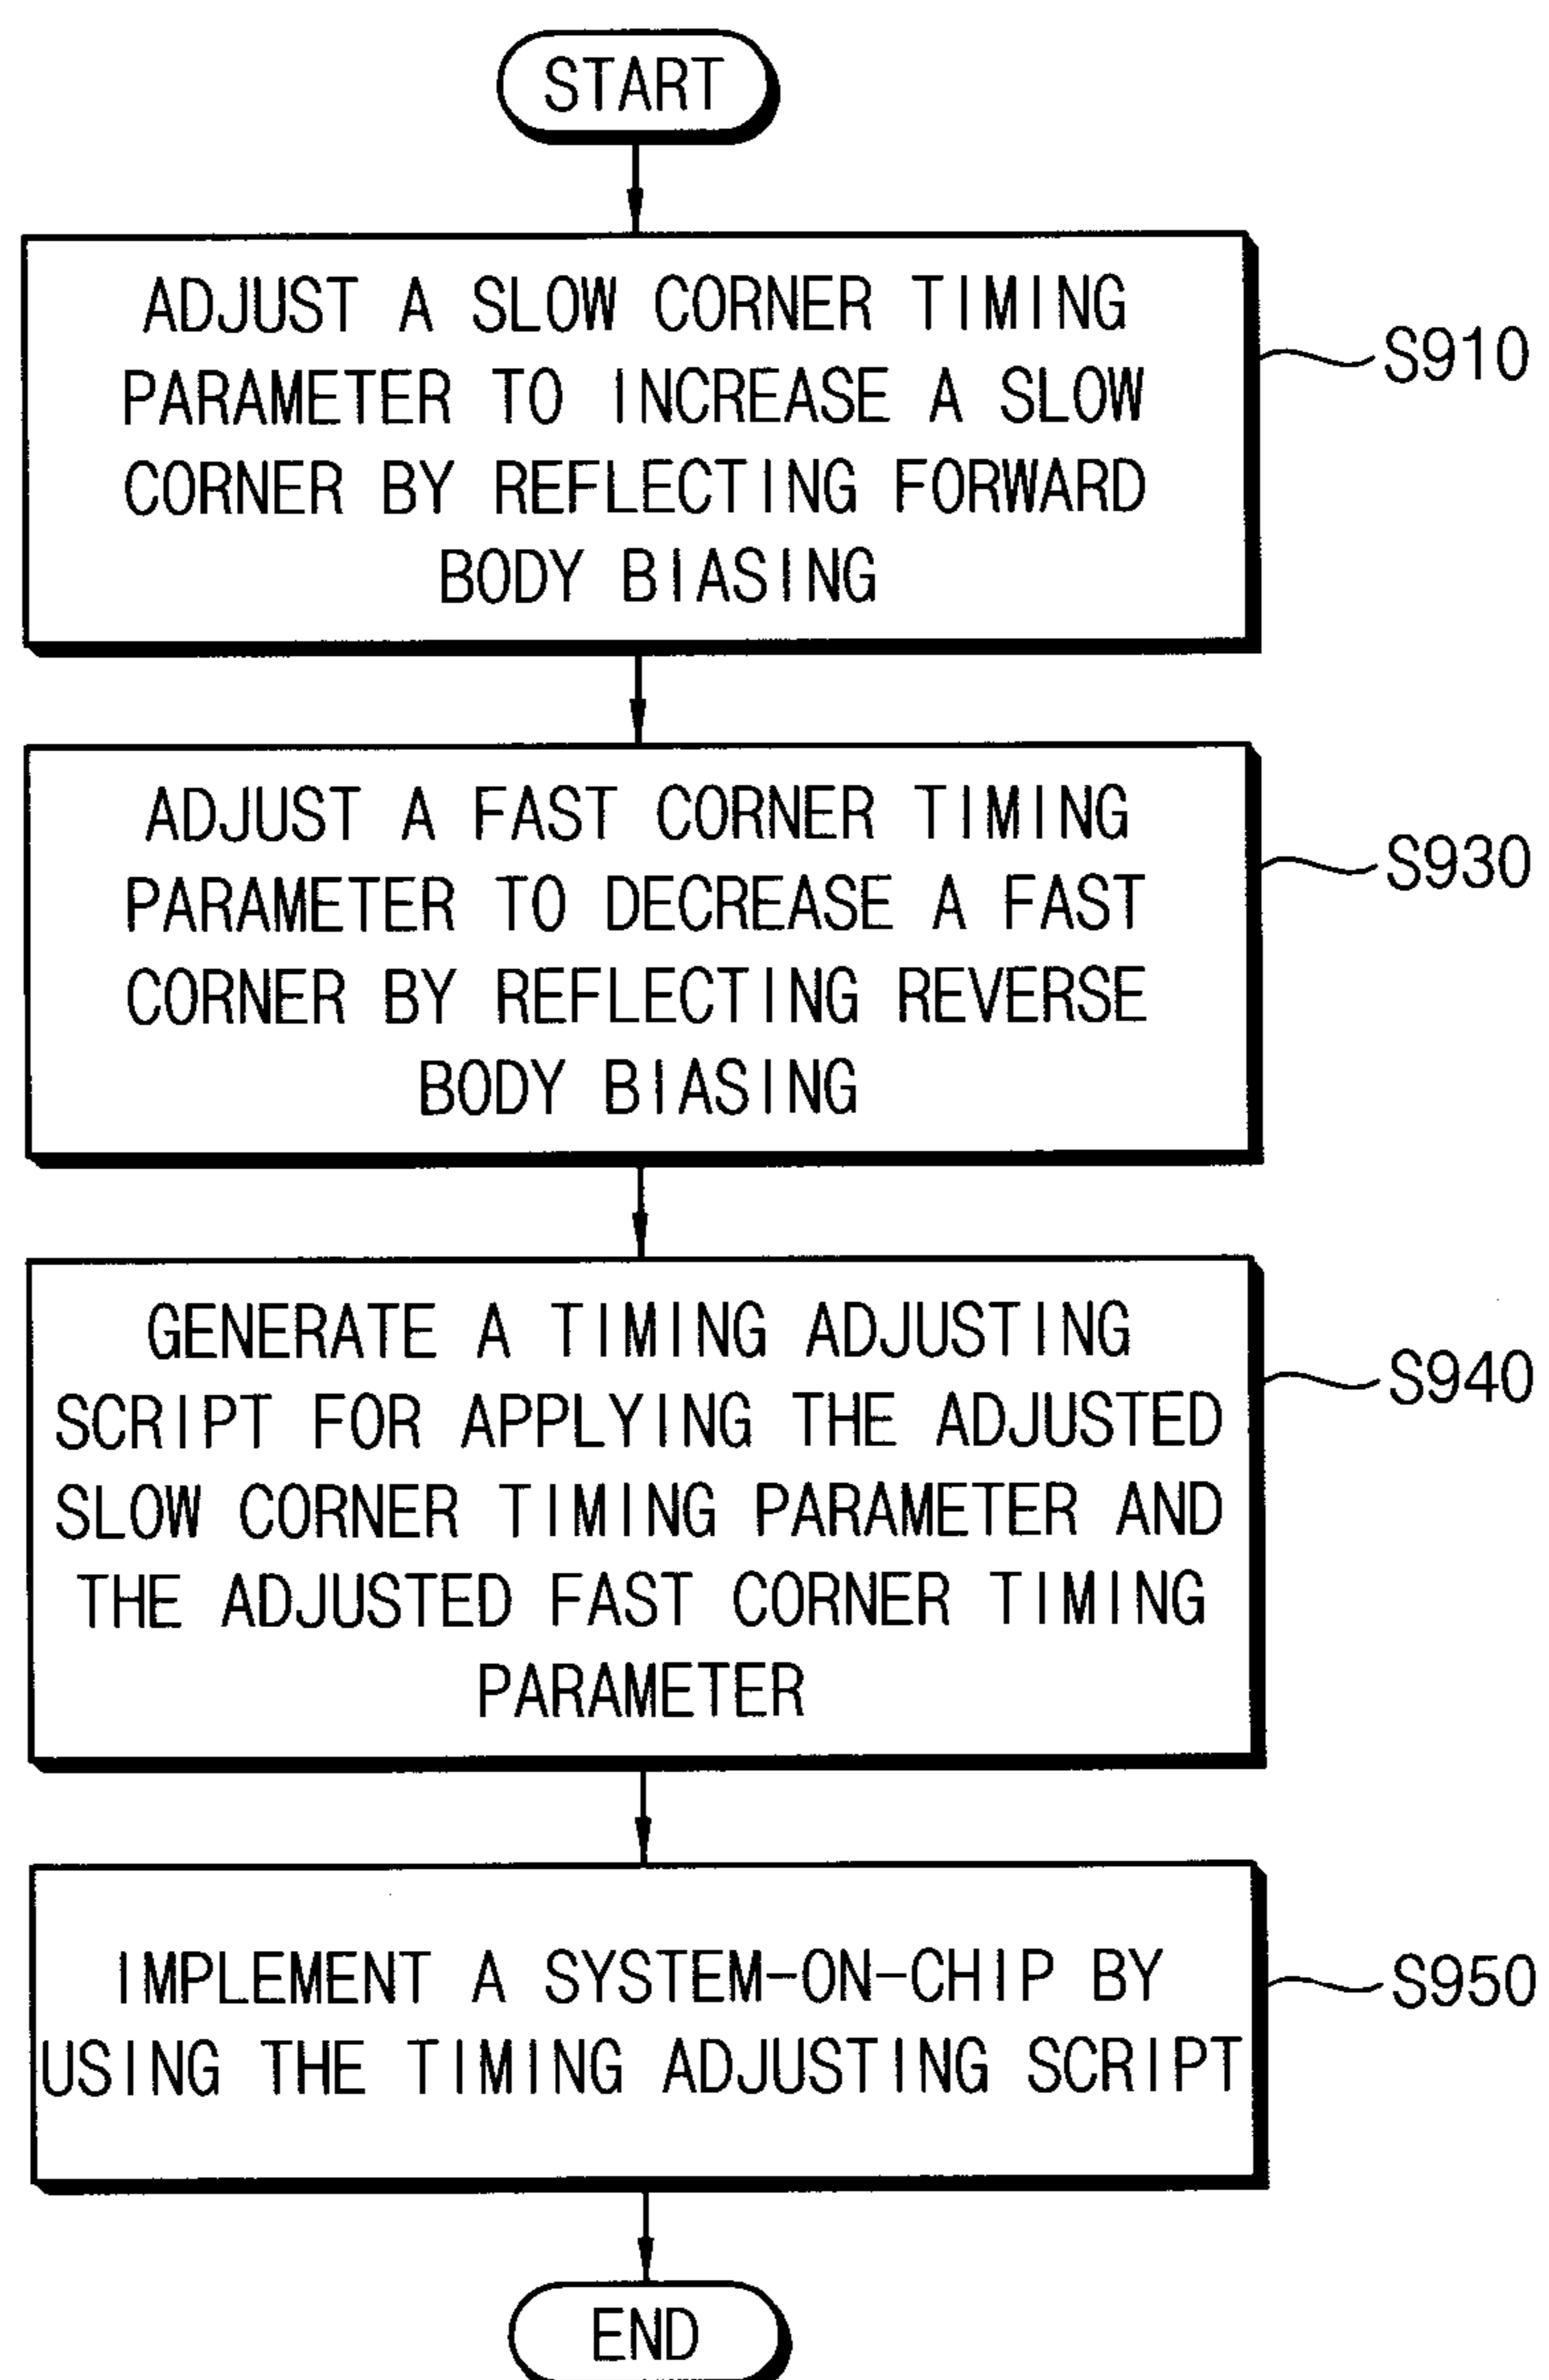 START
ADJUST A SLOW CORNER TIMING
PARAMETER TO INCREASE A SLOW
CORNER BY REFLECTING FORWARD
BODY BIASING
S910
ADJUST A FAST CORNER TIMING
PARAMETER TO DECREASE A FAST
CORNER BY REFLECTING REVERSE
BODY BIASING
S930
GENERATE A TIMING ADJUSTING
SCRIPT FOR APPLYING THE ADJUSTED
SLOW CORNER TIMING PARAMETER AND
THE ADJUSTED FAST CORNER TIMING
PARAMETER
S940
IMPLEMENT A SYSTEM-ON-CHIP BY
USING THE TIMING ADJUSTING SCRIPT
S950
END